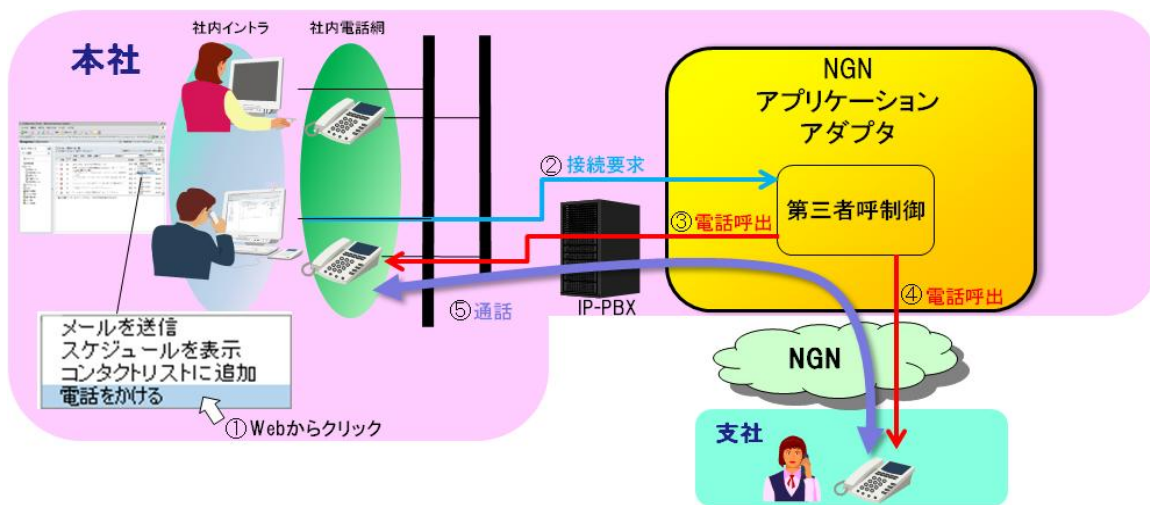 社内イントラ
社内電話網
本社
NGN
アプリケーション
アダプタ
②接続要求
第三者呼制御
③電話呼出
④電話呼出
⑤通話
IP-PBX
メールを送信
スケジュールを表示
コンタクトリストに追加
電話をかける
①Webからクリック
NGN
支社